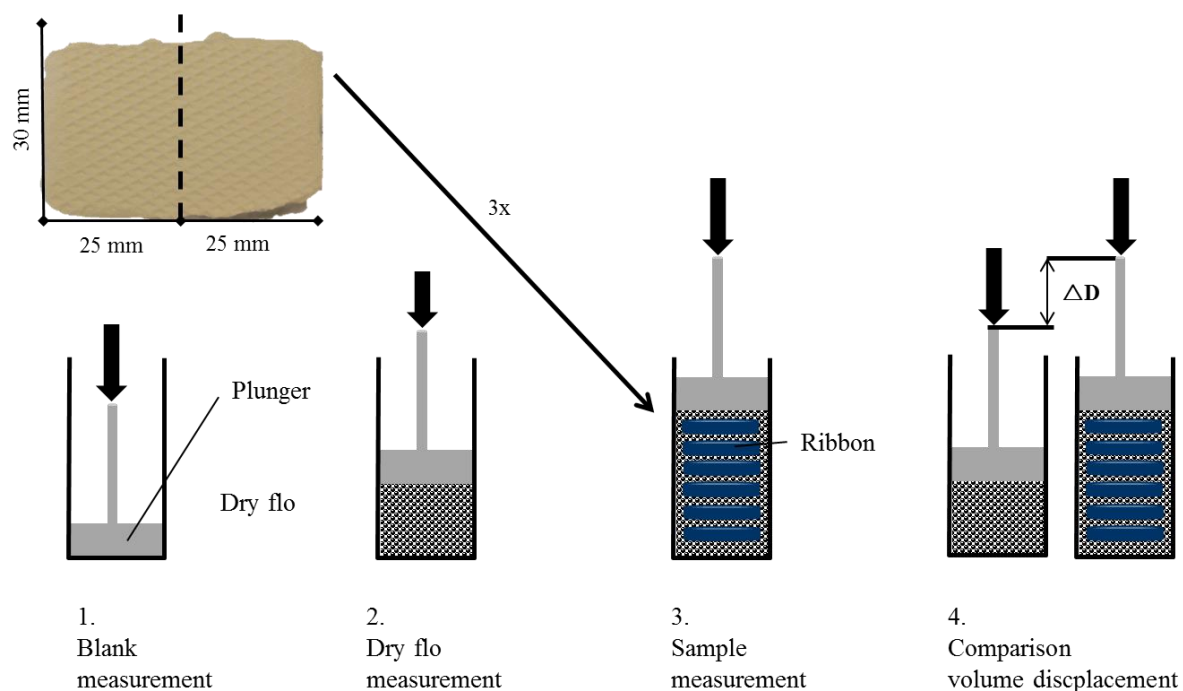 30 mm
25 mm
25 mm
3x
△D
Plunger
Dry flo
Ribbon
1.
Blank
measurement
2.
Dry flo
measurement
3.
Sample
measurement
4.
Comparison
volume discplacement